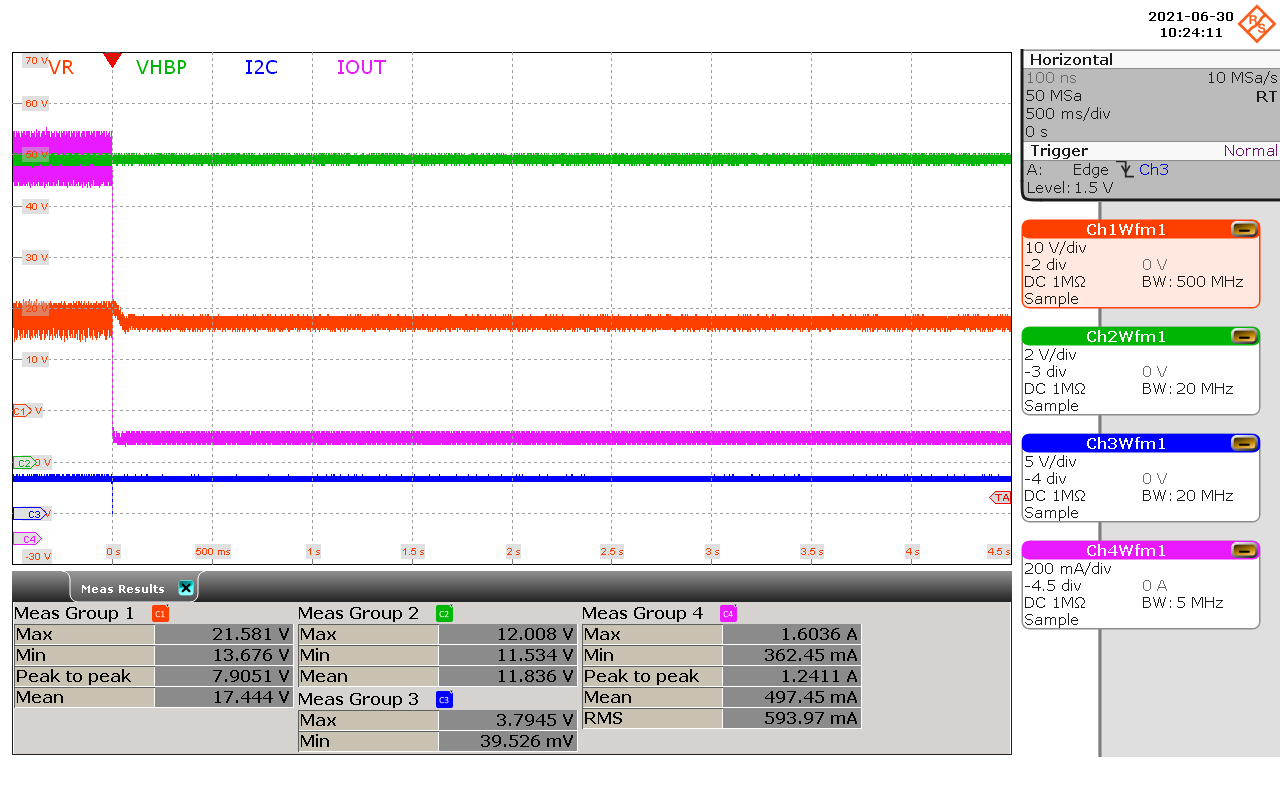 2021-06-30
10:24:11
R&S
VR VHBP I2C IOUT
70 V
60 V
50 V
40 V
30 V
20 V
10 V
C1 V
C2 0 V
C3 V
C4
-30 V
TA
0 s 500 ms 1 s 1.5 s 2 s 2.5 s 3 s 3.5 s 4 s 4.5 s
Horizontal
100 ns 10 MSa/s
50 MSa RT
500 ms/div
0 s
Trigger Normal
A: Edge Ch3
Level: 1.5 V
Ch1Wfm1
10 V/div
-2 div 0 V
DC 1MΩ BW: 500 MHz
Sample
Ch2Wfm1
2 V/div
-3 div 0 V
DC 1MΩ BW: 20 MHz
Sample
Ch3Wfm1
5 V/div
-4 div 0 V
DC 1MΩ BW: 20 MHz
Sample
Ch4Wfm1
200 mA/div
-4.5 div 0 A
DC 1MΩ BW: 5 MHz
Sample
Meas Results
Meas Group 1 C1
Max 21.581 V
Min 13.676 V
Peak to peak 7.9051 V
Mean 17.444 V
Meas Group 2 C2
Max 12.008 V
Min 11.534 V
Mean 11.836 V
Meas Group 3 C3
Max 3.7945 V
Min 39.526 mV
Meas Group 4 C4
Max 1.6036 A
Min 362.45 mA
Peak to peak 1.2411 A
Mean 497.45 mA
RMS 593.97 mA